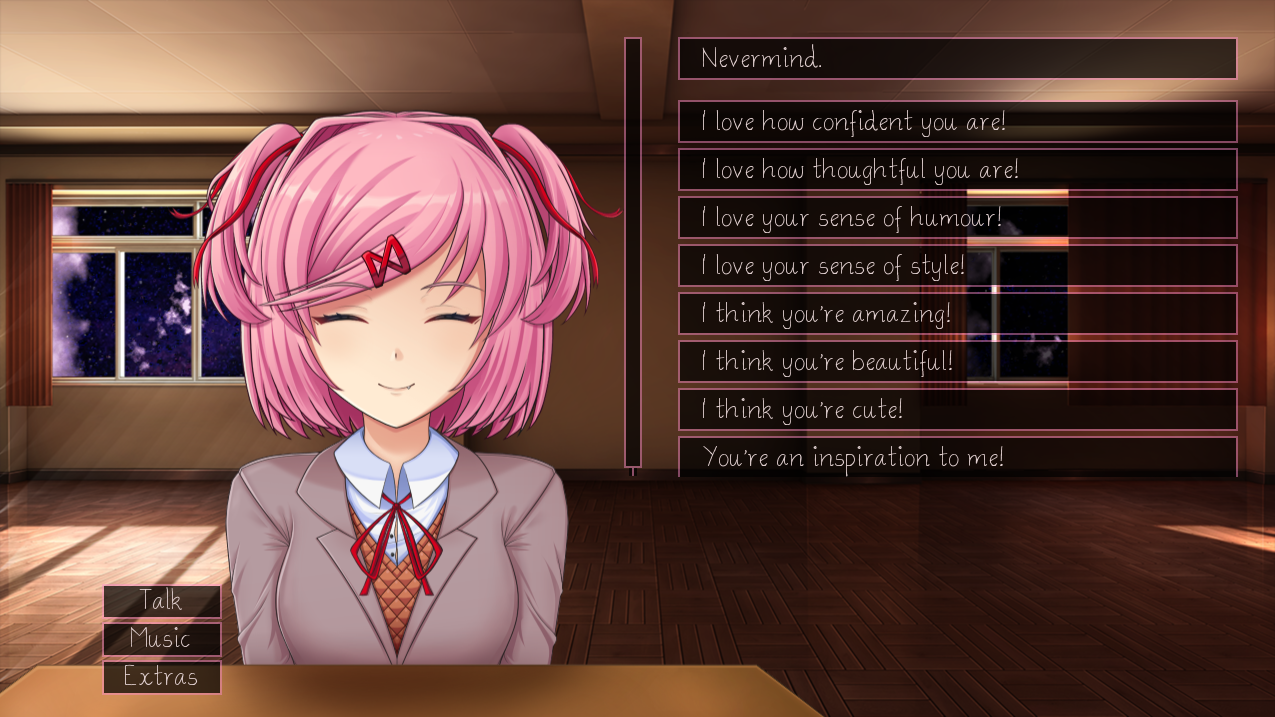 Nevermind.
I love how confident you are!
I love how thoughtful you are!
I love your sense of humour!
I love your sense of style!
I think you're amazing!
I think you're beautiful!
I think you're cute!
You're an inspiration to me!
Talk
Music
Extras